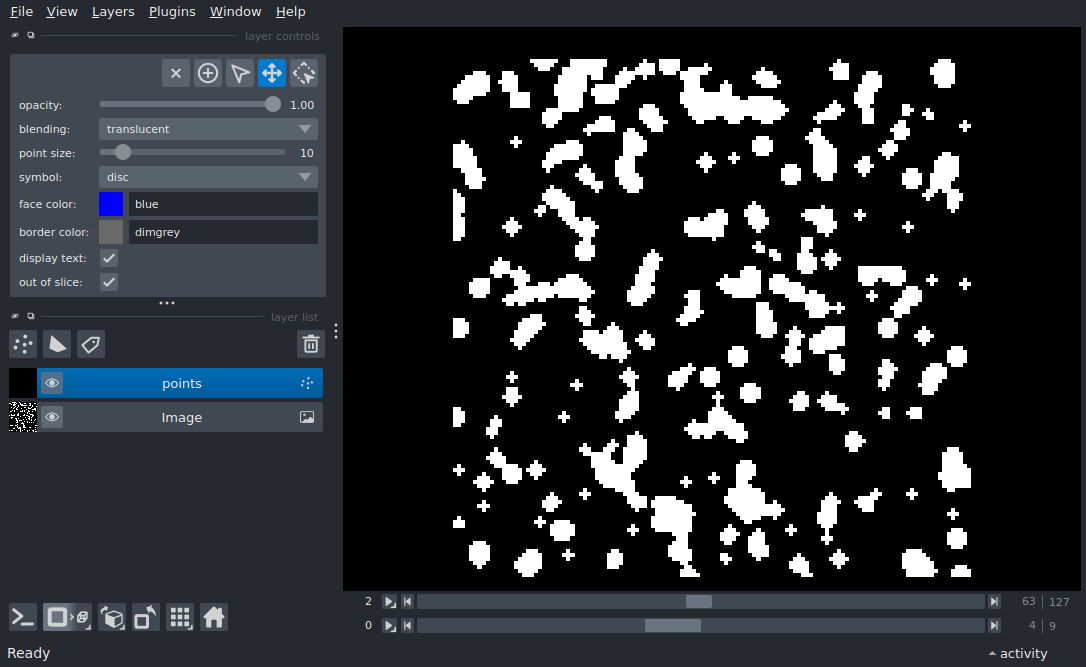 File View Layers Plugins Window Help
layer controls
opacity: 1.00
blending: translucent
point size: 10
symbol: disc
face color: blue
border color: dimgrey
display text:
out of slice:
layer list
points
Image
2 63 127
0 4 9
Ready activity